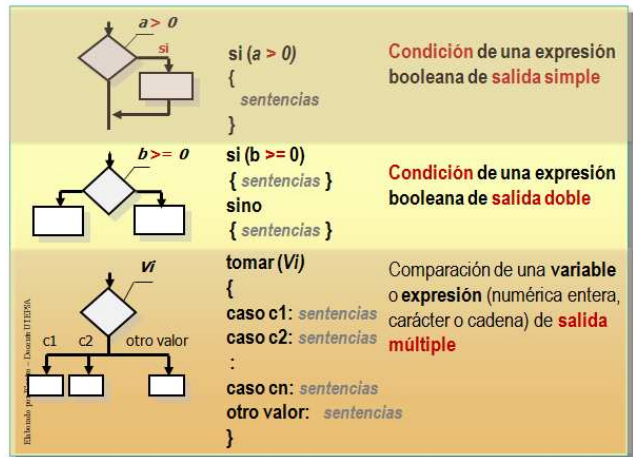 a > 0
si
si (a > 0)
{
sentencias
}
Condición de una expresión
booleana de salida simple
b >= 0
si (b >= 0)
{ sentencias }
sino
{ sentencias }
Condición de una expresión
booleana de salida doble
Vi
c1 c2 otro valor
tomar (Vi)
{
caso c1: sentencias
caso c2: sentencias
:
caso cn: sentencias
otro valor: sentencias
}
Comparación de una variable
o expresión (numérica entera,
carácter o cadena) de salida
múltiple
Elaborado – Docente UTEPSA